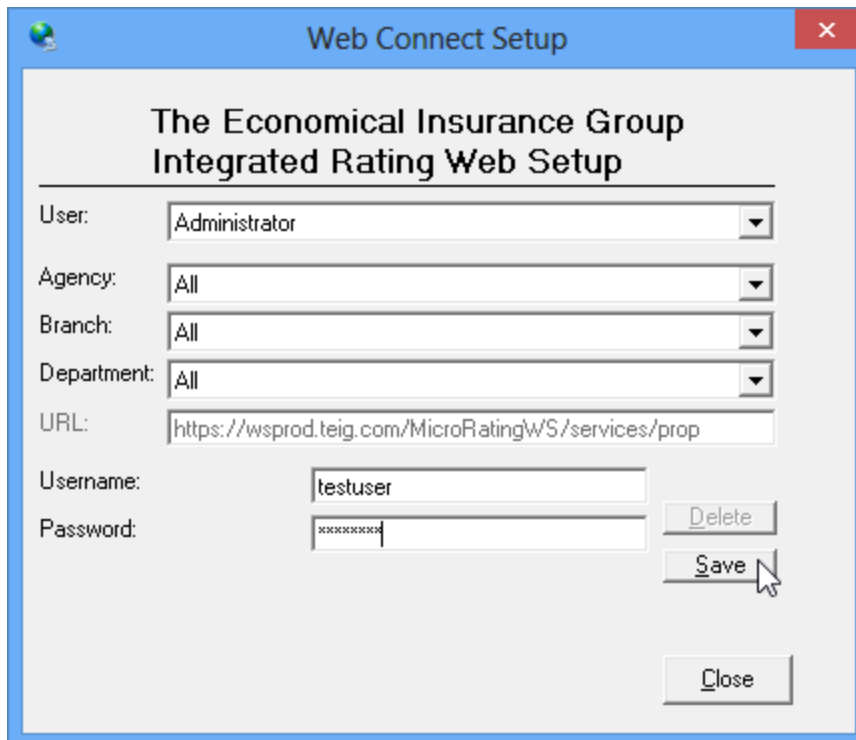 Web Connect Setup
The Economical Insurance Group
Integrated Rating Web Setup
User: Administrator
Agency: All
Branch: All
Department: All
URL: https://wsprod.teig.com/MicroRatingWS/services/prop
Username: testuser
Password: ********
Delete
Save
Close